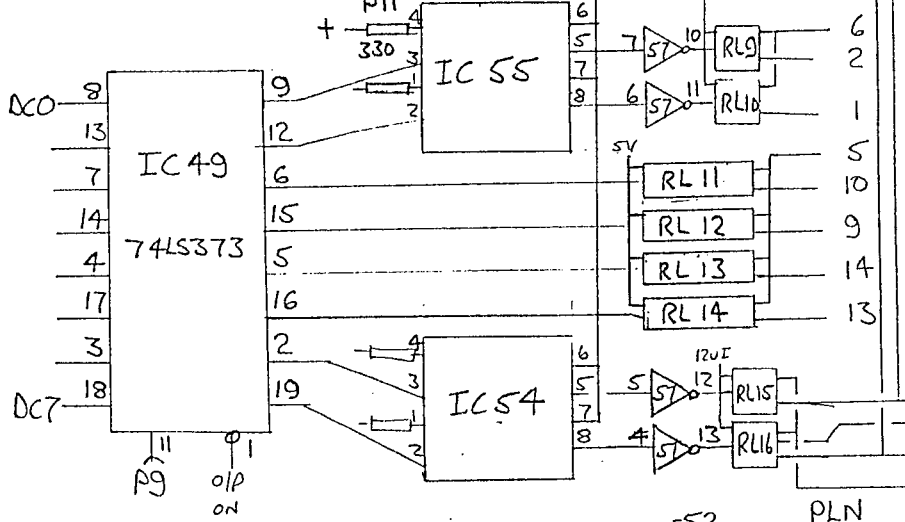 P11
+
330
4
3
1
2
IC 55
6
5
7
8
7
57
10
RL9
6
2
6
57
11
RL10
1
DC0
8
13
7
14
4
17
3
DC7
18
IC49
74LS373
9
12
6
15
5
16
2
19
11
P9
1
O/P
ON
5V
RL 11
5
10
RL 12
9
RL 13
14
RL 14
13
4
3
1
2
IC54
6
5
7
8
5
57
12
12VI
RL15
4
57
13
RL16
PLN